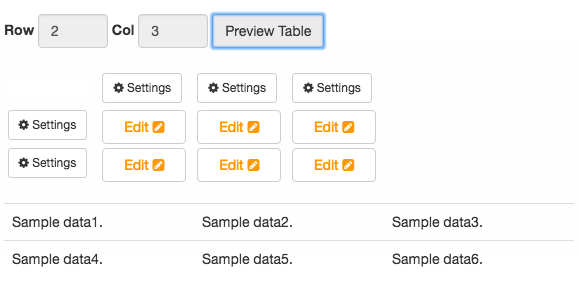 Row 2 Col 3 Preview Table
Settings Settings Settings
Settings Edit Edit Edit
Settings Edit Edit Edit
Sample data1. Sample data2. Sample data3.
Sample data4. Sample data5. Sample data6.